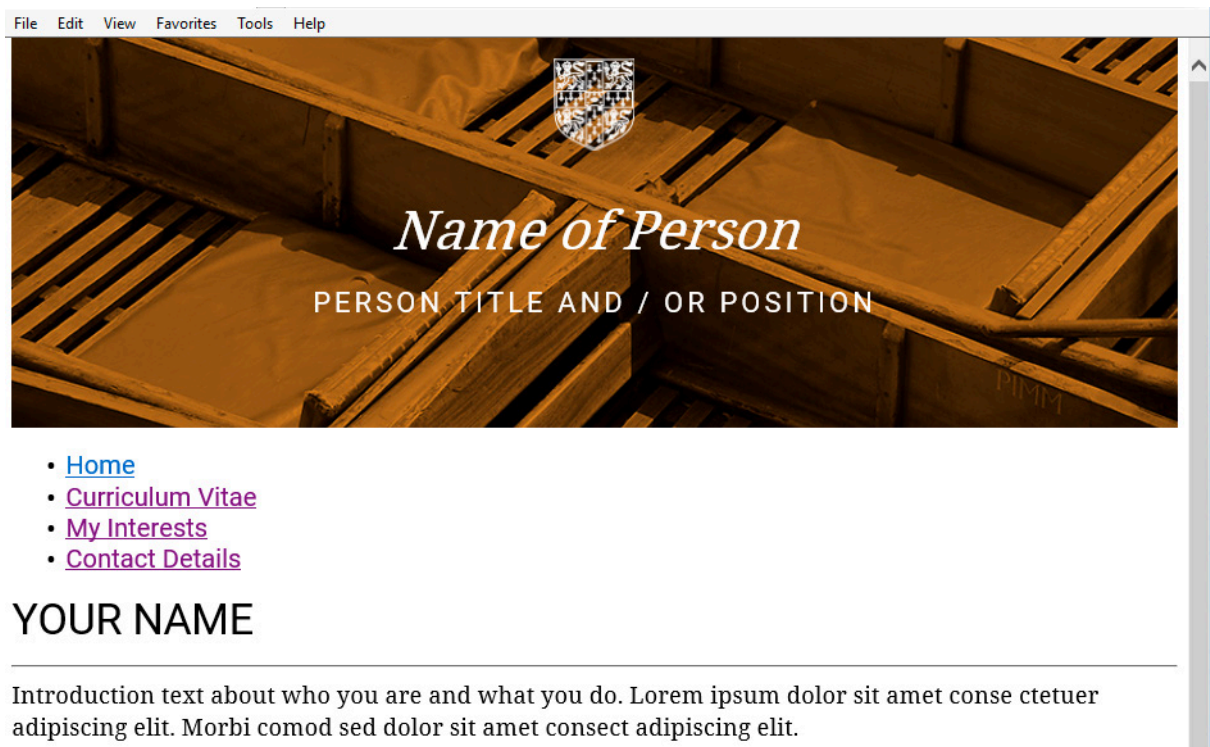 File Edit View Favorites Tools Help
Name of Person
PERSON TITLE AND / OR POSITION
PIMM
• Home
• Curriculum Vitae
• My Interests
• Contact Details
YOUR NAME
Introduction text about who you are and what you do. Lorem ipsum dolor sit amet conse ctetuer
adipiscing elit. Morbi comod sed dolor sit amet consect adipiscing elit.